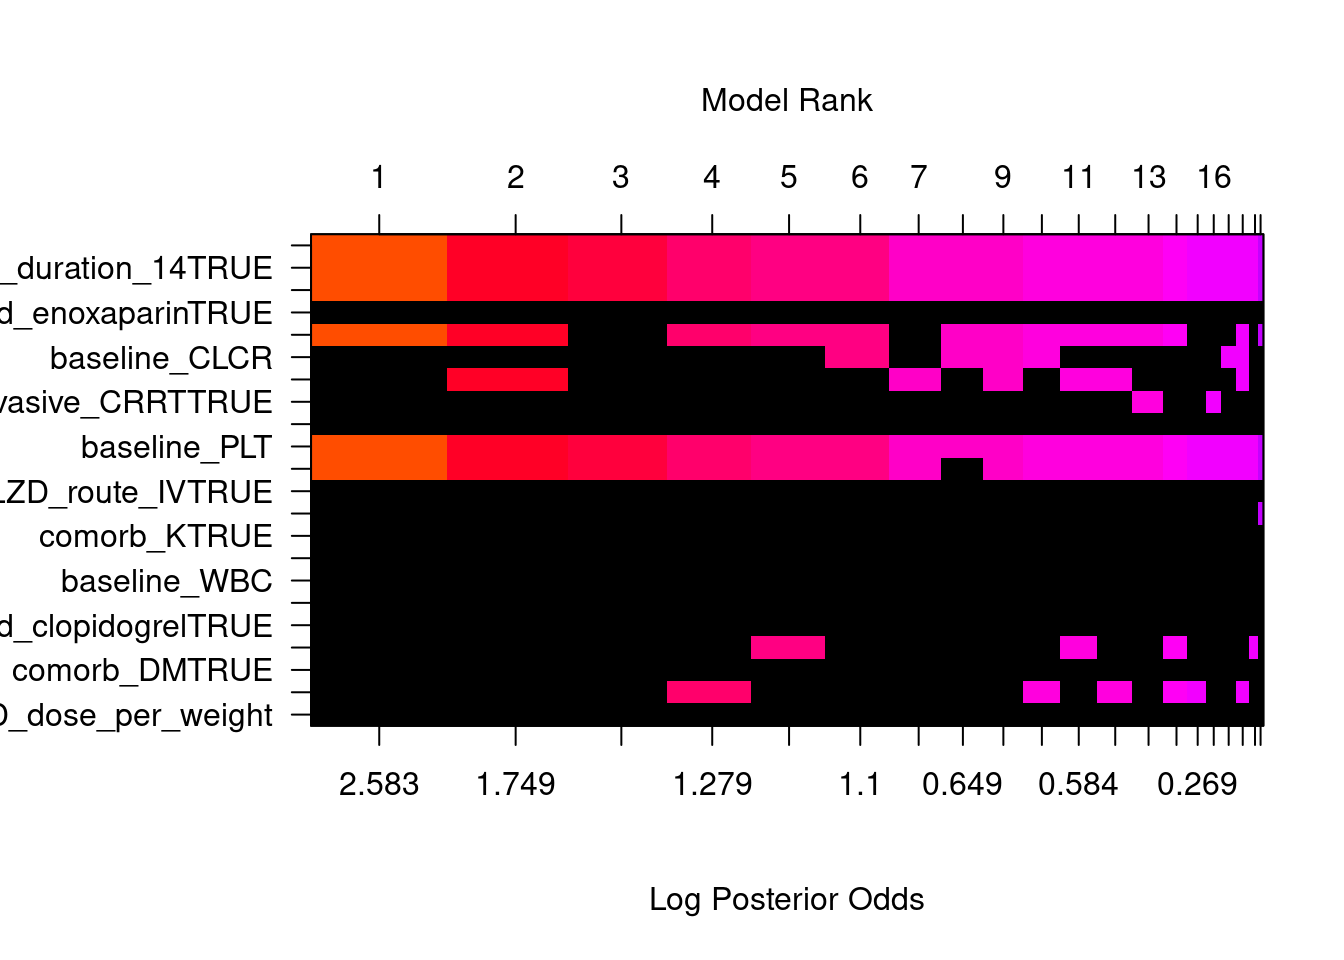 Model Rank
1 2 3 4 5 6 7 9 11 13 16
_duration_14TRUE
d_enoxaparinTRUE
baseline_CLCR
vasive_CRRTTRUE
baseline_PLT
LZD_route_IVTRUE
comorb_KTRUE
baseline_WBC
d_clopidogrelTRUE
comorb_DMTRUE
D_dose_per_weight
2.583 1.749 1.279 1.1 0.649 0.584 0.269
Log Posterior Odds